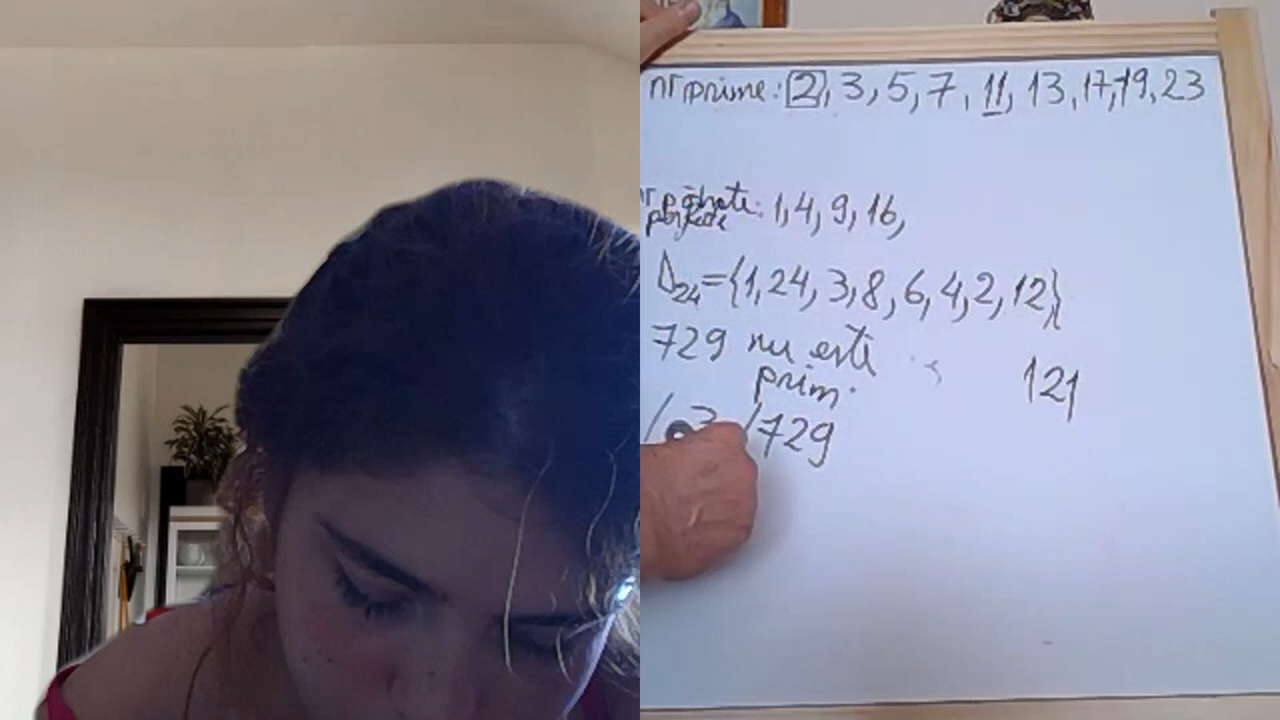 nr prime: 2, 3, 5, 7, 11, 13, 17, 19, 23
pătrate: 1, 4, 9, 16,
perfecte
D24={1, 24, 3, 8, 6, 4, 2, 12}
729 nu este
prim.
121
729